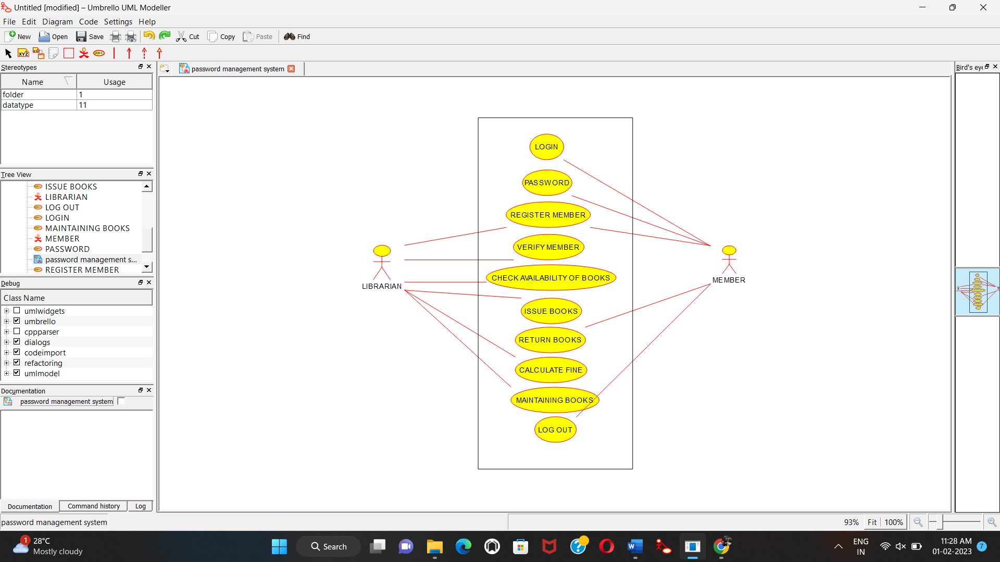 Untitled [modified] – Umbrello UML Modeller
File Edit Diagram Code Settings Help
New Open Save Cut Copy Paste Find
XYZ XYZ ABC
Stereotypes
Name Usage
folder 1
datatype 11
Tree View
ISSUE BOOKS
LIBRARIAN
LOG OUT
LOGIN
MAINTAINING BOOKS
MEMBER
PASSWORD
password management s...
REGISTER MEMBER
Debug
Class Name
umlwidgets
umbrello
cppparser
dialogs
codeimport
refactoring
umlmodel
Documentation
password management system
Documentation Command history Log
password management system
password management system
LOGIN
PASSWORD
REGISTER MEMBER
VERIFY MEMBER
CHECK AVAILABILITY OF BOOKS
ISSUE BOOKS
RETURN BOOKS
CALCULATE FINE
MAINTAINING BOOKS
LOG OUT
LIBRARIAN
MEMBER
Bird's eye
93% Fit 100%
1
28°C
Mostly cloudy
Search
ENG
IN
11:28 AM
01-02-2023
7